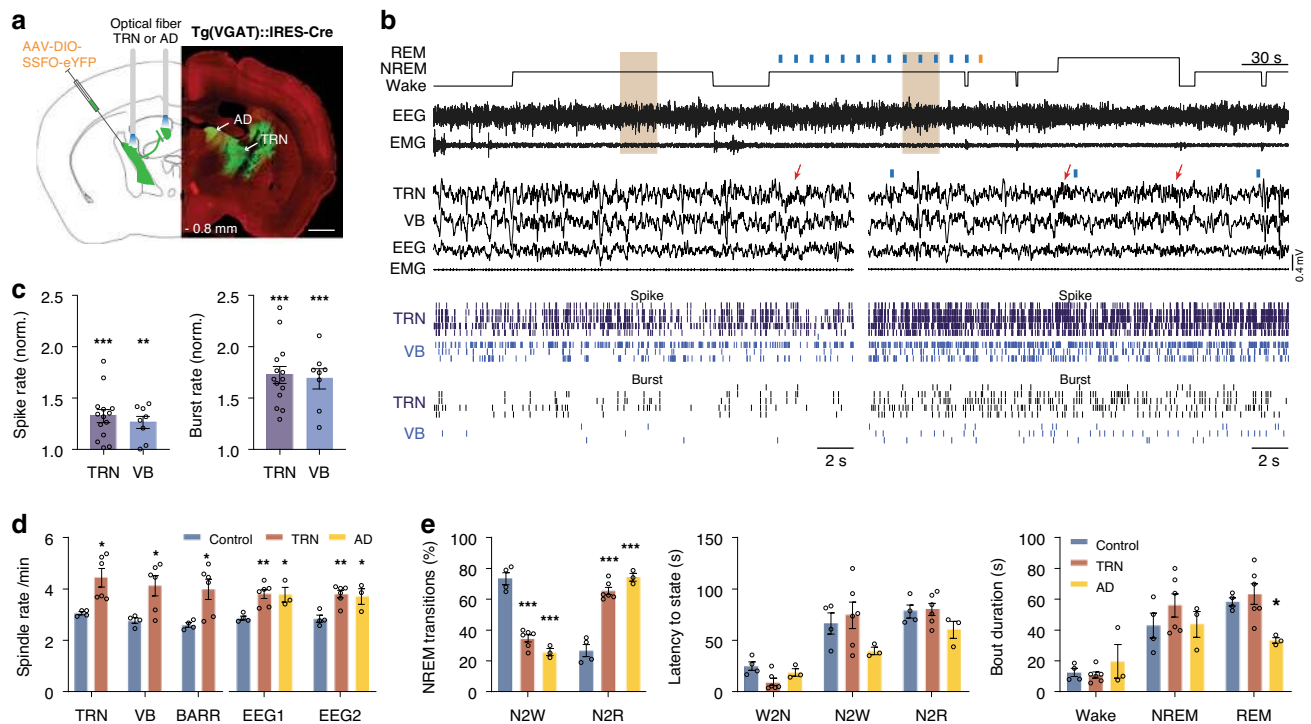 a
Optical fiber
TRN or AD
Tg(VGAT)::IRES-Cre
AAV-DIO-
SSFO-eYFP
AD
TRN
- 0.8 mm
b
REM
NREM
Wake
30 s
EEG
EMG
TRN
VB
EEG
EMG
0.4 mV
Spike
Spike
TRN
VB
Burst
Burst
TRN
VB
2 s
2 s
c
Spike rate (norm.)
2.5
2.0
1.5
1.0
***
**
TRN
VB
Burst rate (norm.)
2.5
2.0
1.5
1.0
***
***
TRN
VB
d
Control
TRN
AD
Spindle rate /min
6
4
2
0
*
*
*
**
*
**
*
TRN
VB
BARR
EEG1
EEG2
e
NREM transitions (%)
100
80
60
40
20
0
***
***
***
***
N2W
N2R
Latency to state (s)
150
100
50
0
W2N
N2W
N2R
Bout duration (s)
100
80
60
40
20
0
Control
TRN
AD
*
Wake
NREM
REM